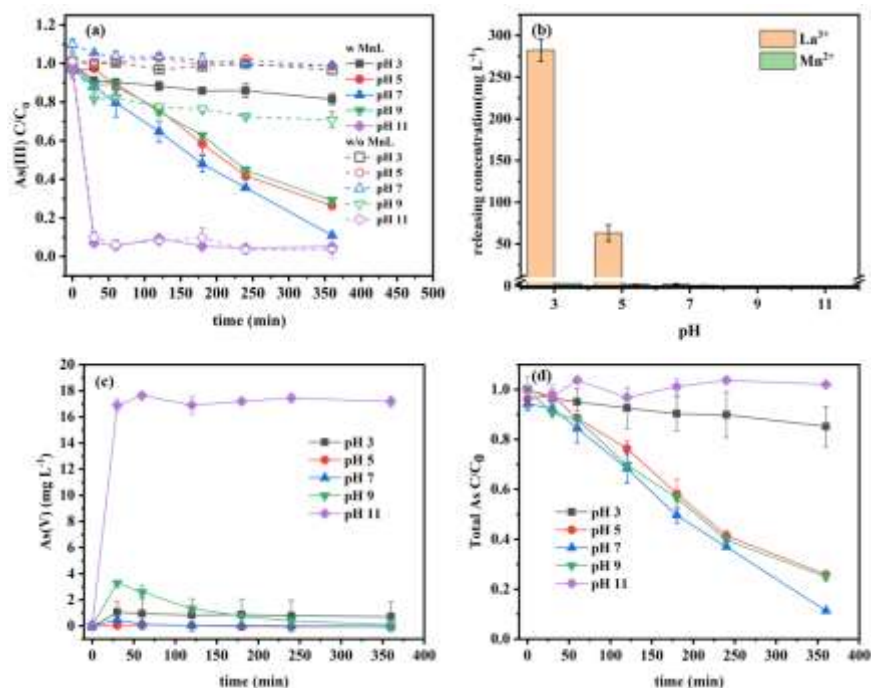 (a)
w MnL
pH 3
pH 5
pH 7
pH 9
pH 11
w/o MnL
pH 3
pH 5
pH 7
pH 9
pH 11
As(III) C/C₀
1.4
1.2
1.0
0.8
0.6
0.4
0.2
0.0
0 50 100 150 200 250 300 350 400 450 500
time (min)
(b)
La³⁺
Mn²⁺
releasing concentration(mg L⁻¹)
300
250
200
150
100
50
0
3 5 7 9 11
pH
(c)
pH 3
pH 5
pH 7
pH 9
pH 11
As(V) (mg L⁻¹)
20
18
16
14
12
10
8
6
4
2
0
0 50 100 150 200 250 300 350 400
time (min)
(d)
pH 3
pH 5
pH 7
pH 9
pH 11
Total As C/C₀
1.0
0.8
0.6
0.4
0.2
0.0
0 50 100 150 200 250 300 350 400
time (min)